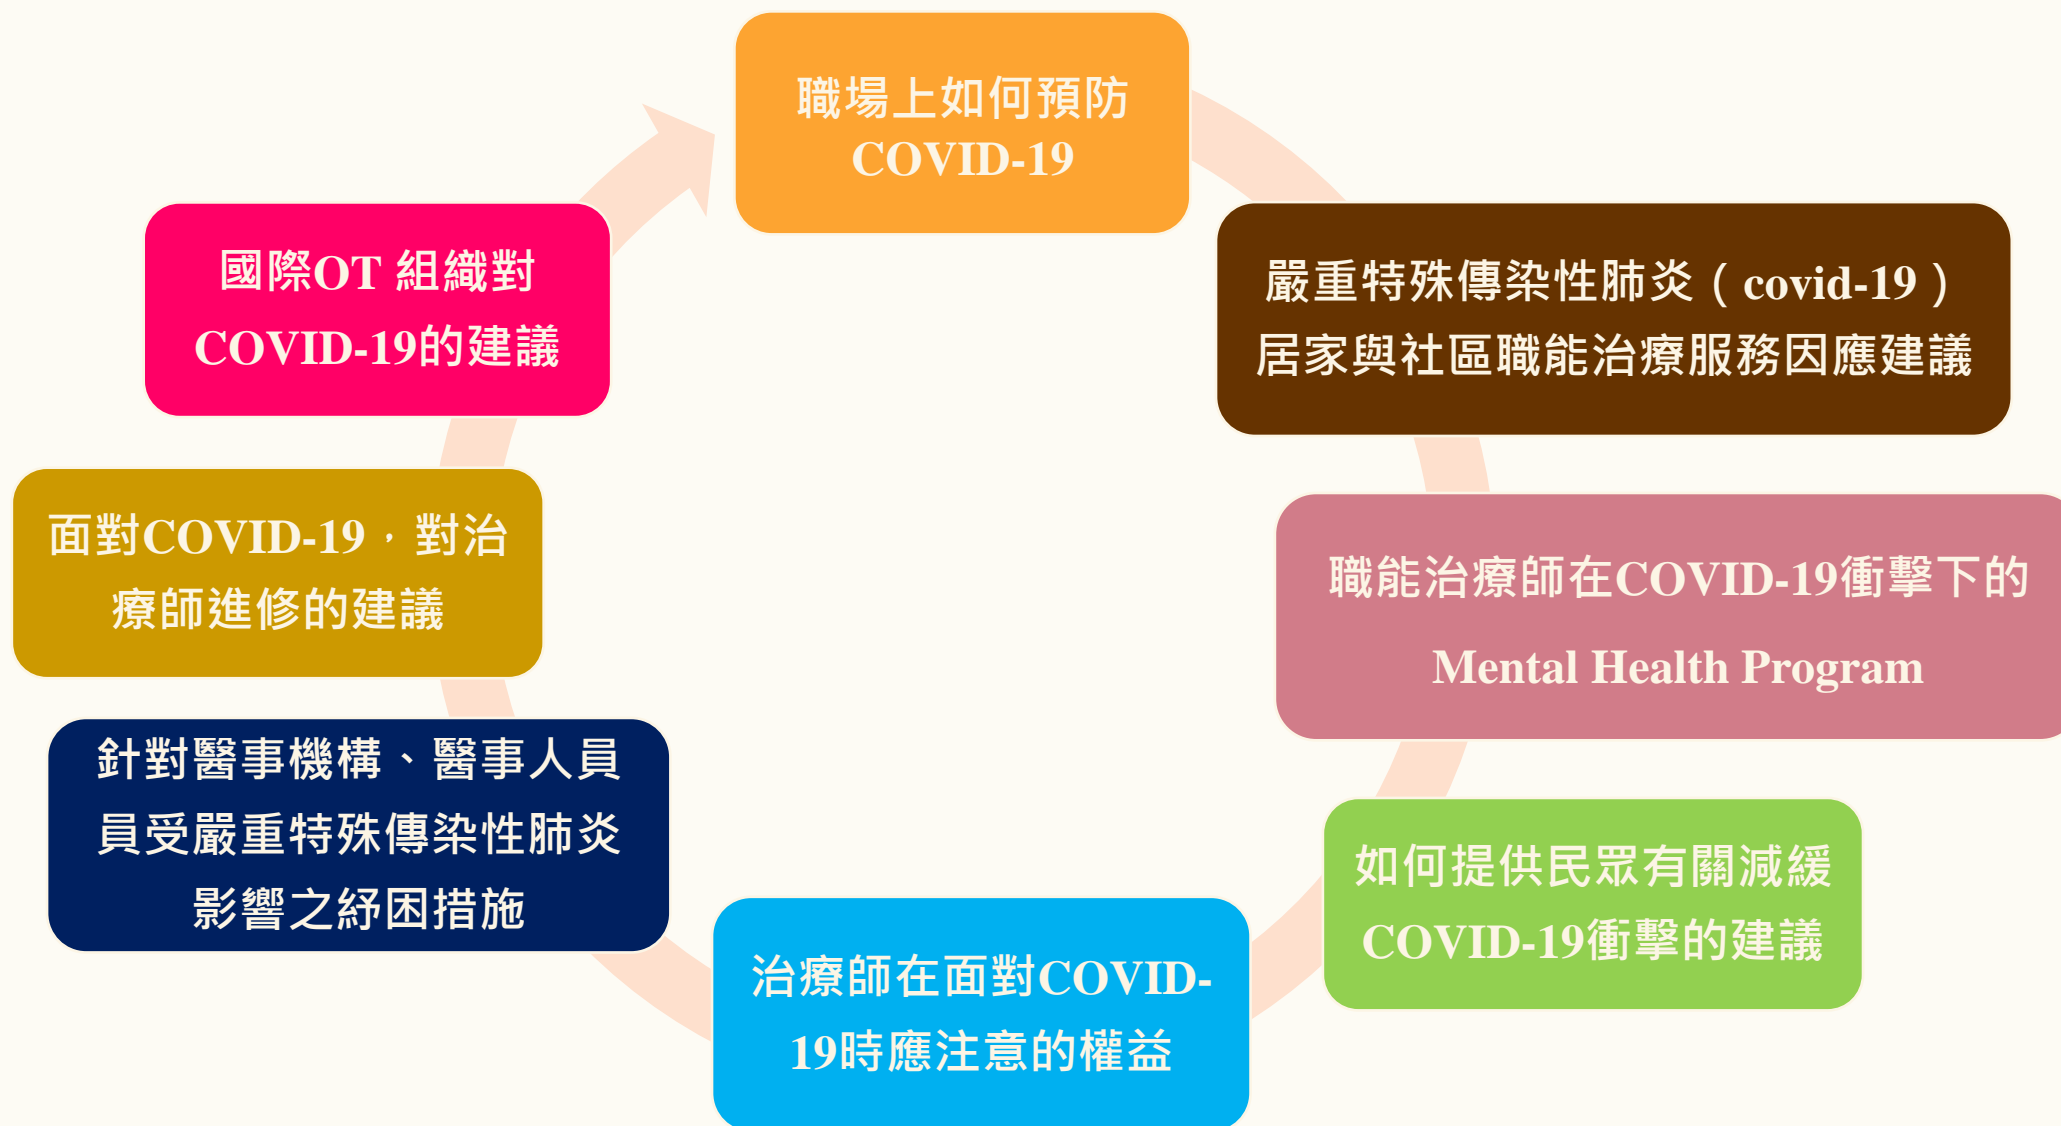 職場上如何預防
COVID-19
嚴重特殊傳染性肺炎（covid-19）
居家與社區職能治療服務因應建議
職能治療師在COVID-19衝擊下的
Mental Health Program
如何提供民眾有關減緩
COVID-19衝擊的建議
治療師在面對COVID-
19時應注意的權益
針對醫事機構、醫事人員
員受嚴重特殊傳染性肺炎
影響之紓困措施
面對COVID-19，對治
療師進修的建議
國際OT 組織對
COVID-19的建議